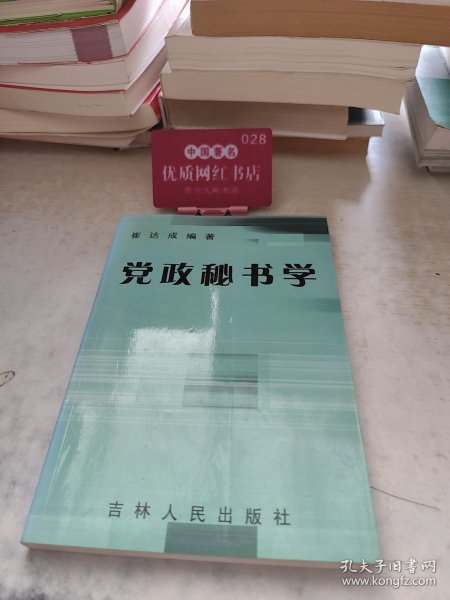 028
中国著名
优质网红书店
崔达成编著
党政秘书学
吉林人民出版社
孔夫子旧书网
www.kongfz.com